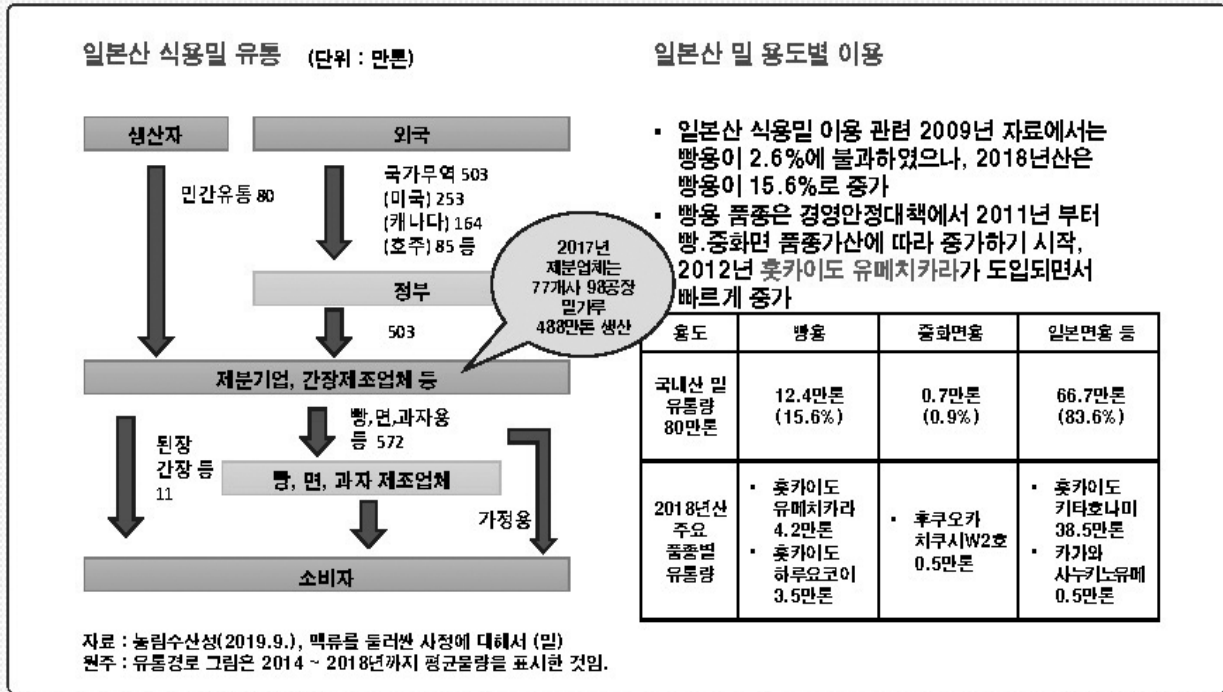 일본산 식용밀 유통 (단위 : 만톤)
생산자
외국
민간유통 80
국가무역 503
(미국) 253
(캐나다) 164
(호주) 85 등
2017년
제분업체는
77개사 98공장
밀가루
488만톤 생산
정부
503
제분기업, 간장제조업체 등
된장
간장 등
11
빵,면,과자용
등 572
빵, 면, 과자 제조업체
가정용
소비자
자료 : 농림수산성(2019.9.), 맥류를 둘러싼 사정에 대해서 (밀)
원주 : 유통경로 그림은 2014 ~ 2018년까지 평균물량을 표시한 것임.
일본산 밀 용도별 이용
▪ 일본산 식용밀 이용 관련 2009년 자료에서는
빵용이 2.6%에 불과하였으나, 2018년산은
빵용이 15.6%로 증가
▪ 빵용 품종은 경영안정대책에서 2011년 부터
빵.중화면 품종가산에 따라 증가하기 시작,
2012년 홋카이도 유메치카라가 도입되면서
빠르게 증가
용도 빵용 중화면용 일본면용 등
국내산 밀
유통량
80만톤
12.4만톤
(15.6%)
0.7만톤
(0.9%)
66.7만톤
(83.6%)
2018년산
주요
품종별
유통량
▪ 홋카이도
유메치카라
4.2만톤
▪ 홋카이도
하루요코이
3.5만톤
▪ 후쿠오카
치쿠시W2호
0.5만톤
▪ 홋카이도
키타호나미
38.5만톤
▪ 카가와
사누키노유메
0.5만톤